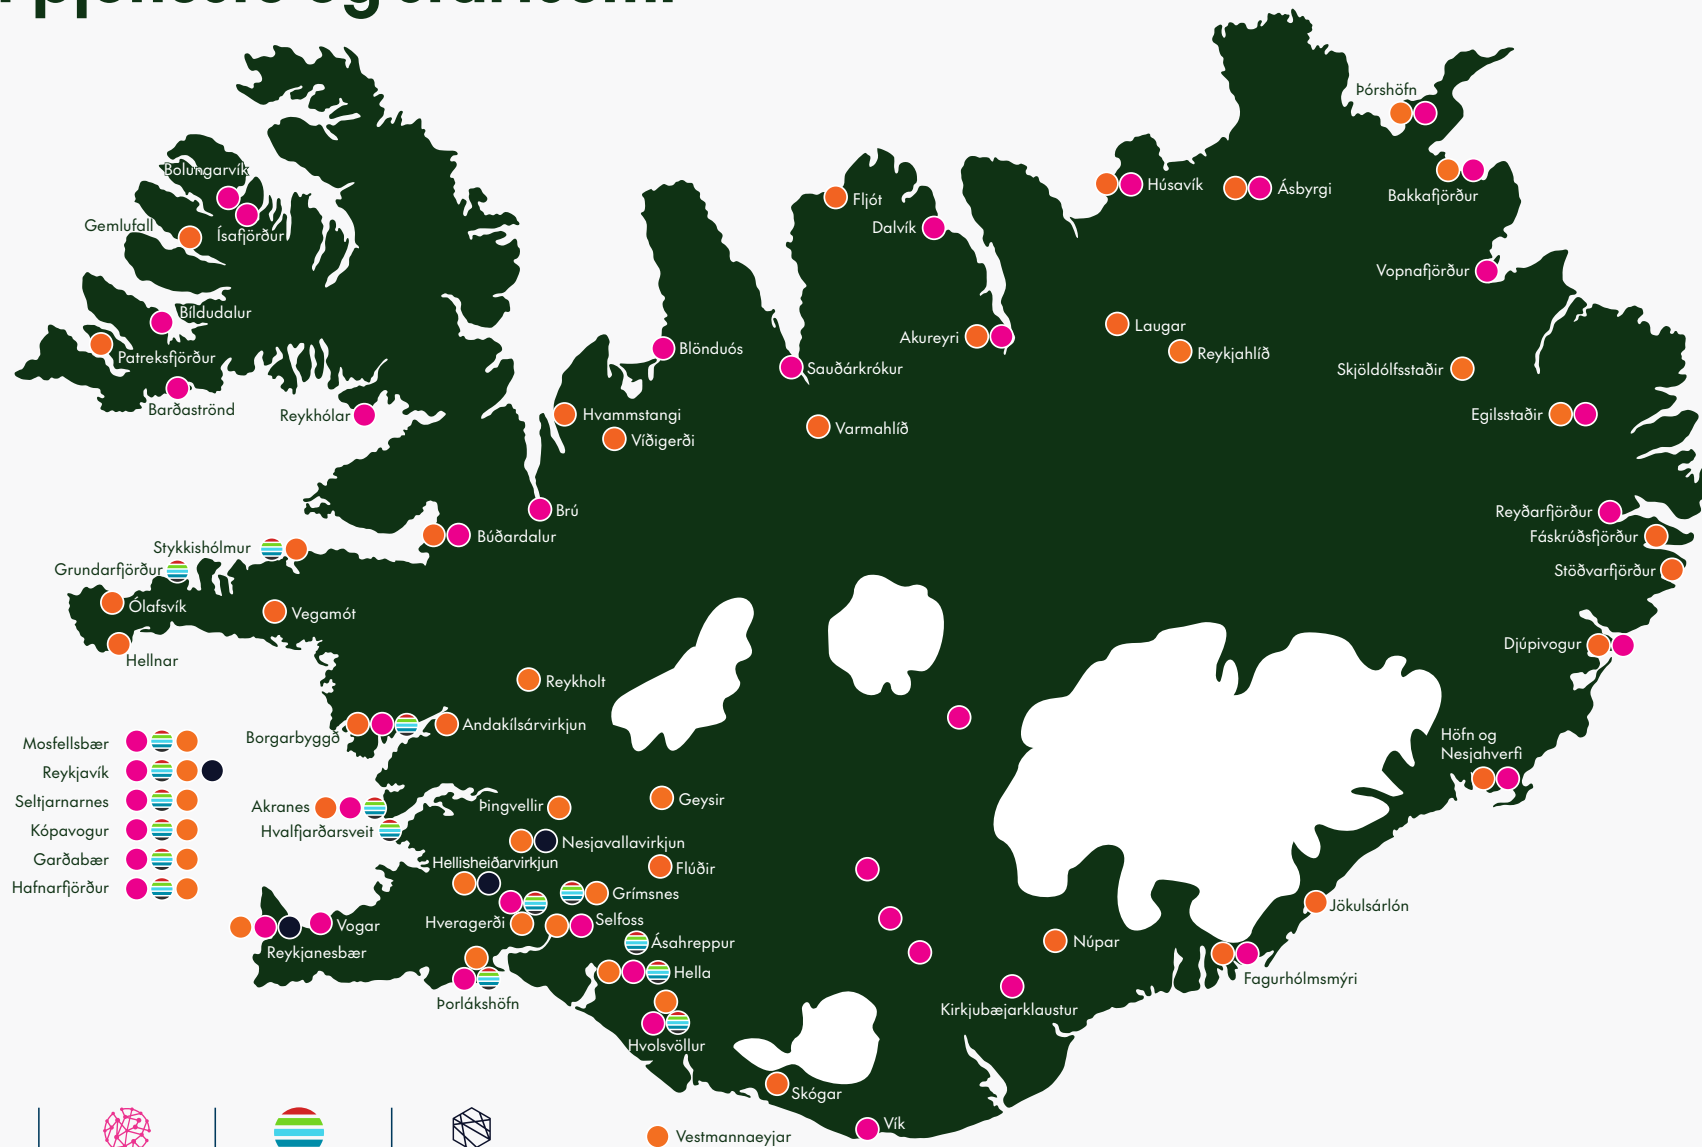 Þórshöfn
Bolungarvík
Húsavík
Ásbyrgi
Bakkafjörður
Fljót
Gemlufall
Ísafjörður
Dalvík
Vopnafjörður
Bíldudalur
Laugar
Akureyri
Blönduós
Reykjahlíð
Patreksfjörður
Sauðárkrókur
Skjöldólfsstaðir
Barðaströnd
Reykhólar
Hvammstangi
Egilsstaðir
Varmahlíð
Víðigerði
Brú
Reyðarfjörður
Búðardalur
Fáskrúðsfjörður
Stykkishólmur
Grundarfjörður
Stöðvarfjörður
Ólafsvík
Vegamót
Djúpivogur
Hellnar
Reykholt
Andakílsárvirkjun
Borgarbyggð
Höfn og
Nesjahverfi
Mosfellsbær
Reykjavík
Seltjarnarnes
Kópavogur
Garðabær
Hafnarfjörður
Geysir
Þingvellir
Akranes
Hvalfjarðarsveit
Nesjavallavirkjun
Hellisheiðarvirkjun
Flúðir
Grímsnes
Jökulsárlón
Hveragerði
Selfoss
Vogar
Reykjanesbær
Ásahreppur
Núpar
Hella
Fagurhólmsmýri
Þorlákshöfn
Kirkjubæjarklaustur
Hvolsvöllur
Skógar
Vík
Vestmannaeyjar